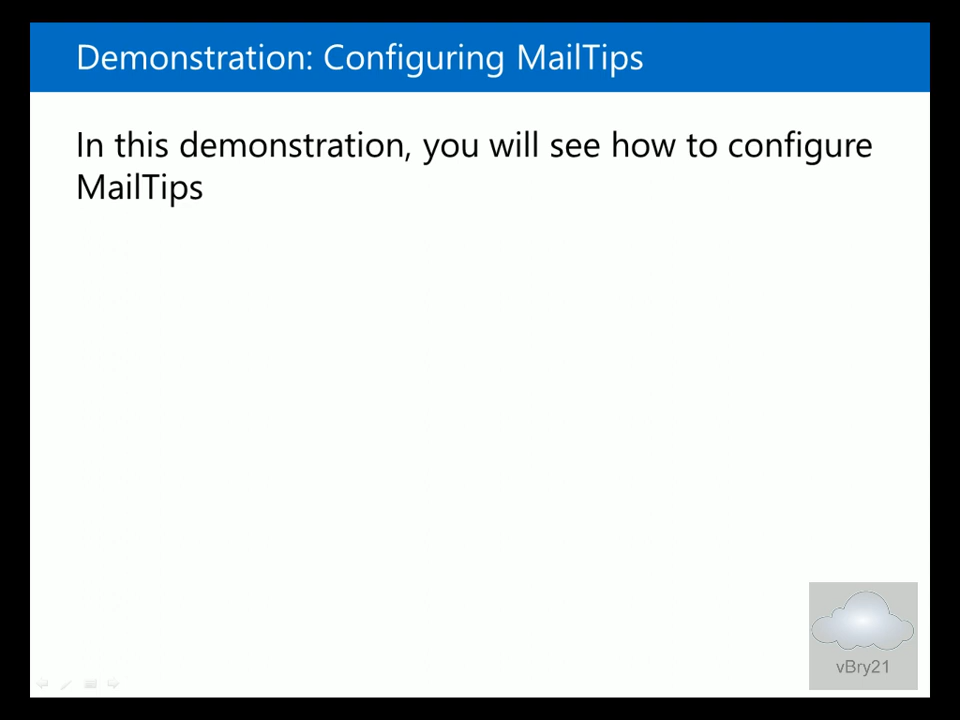 Demonstration: Configuring MailTips
In this demonstration, you will see how to configure
MailTips
vBry21